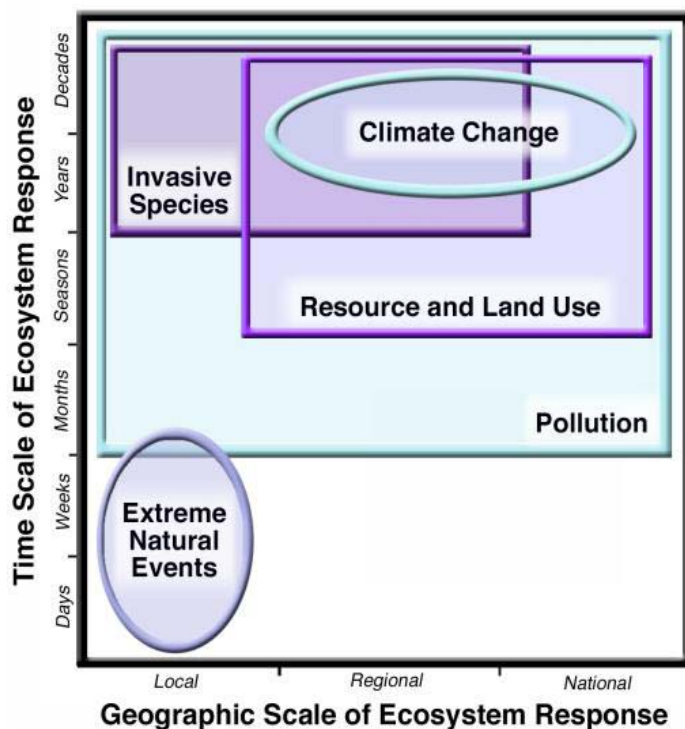 Time Scale of Ecosystem Response
Decades
Years
Seasons
Months
Weeks
Days
Climate Change
Invasive
Species
Resource and Land Use
Pollution
Extreme
Natural
Events
Local
Regional
National
Geographic Scale of Ecosystem Response